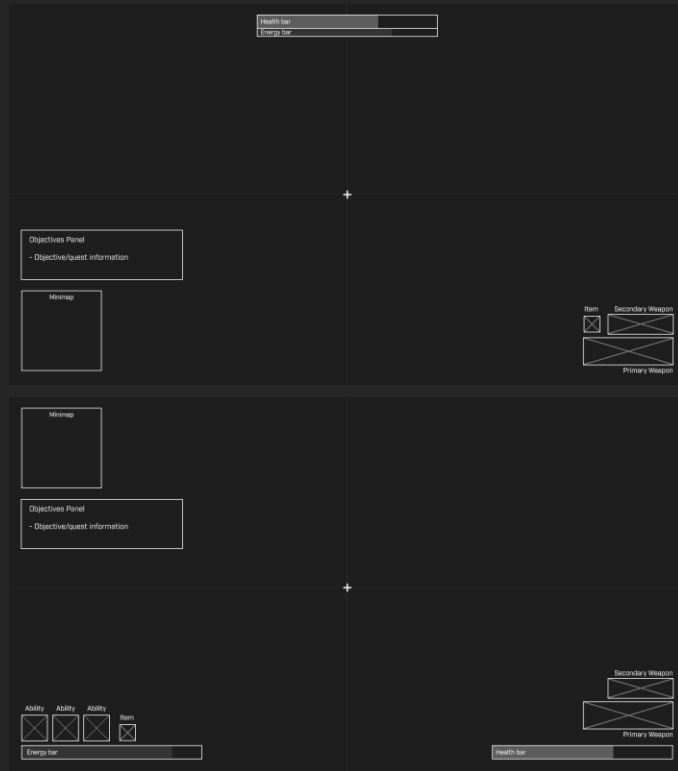 Health bar
Energy bar
Objectives Panel
- Objective/quest information
Minimap
Item
Secondary Weapon
Primary Weapon
Minimap
Objectives Panel
- Objective/quest information
Ability
Ability
Ability
Item
Energy bar
Secondary Weapon
Primary Weapon
Health bar